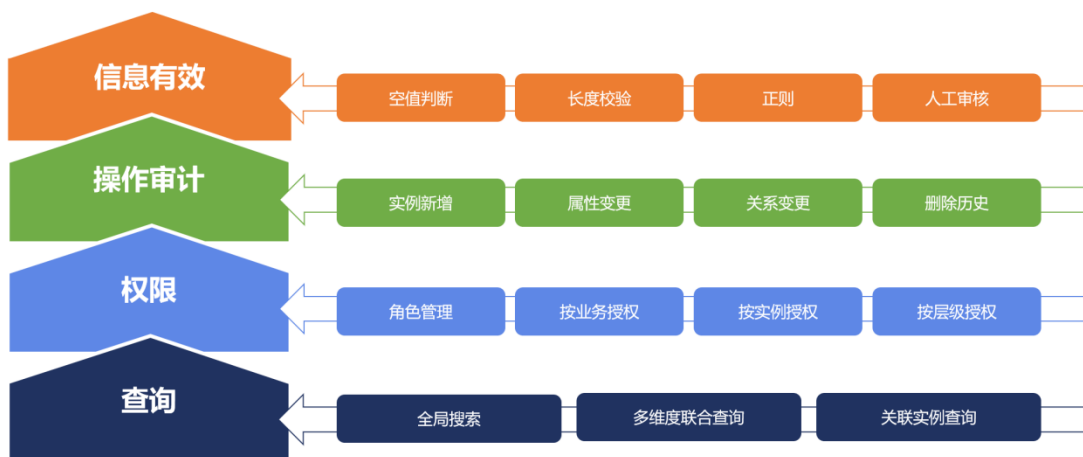 信息有效
空值判断
长度校验
正则
人工审核
操作审计
实例新增
属性变更
关系变更
删除历史
权限
角色管理
按业务授权
按实例授权
按层级授权
查询
全局搜索
多维度联合查询
关联实例查询